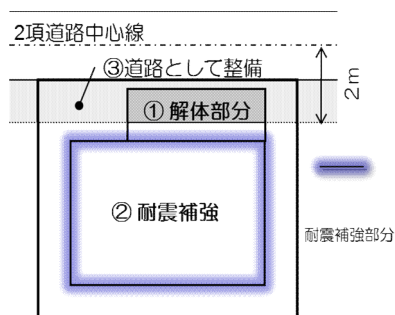 2項道路中心線
③道路として整備
① 解体部分
2m
② 耐震補強
耐震補強部分